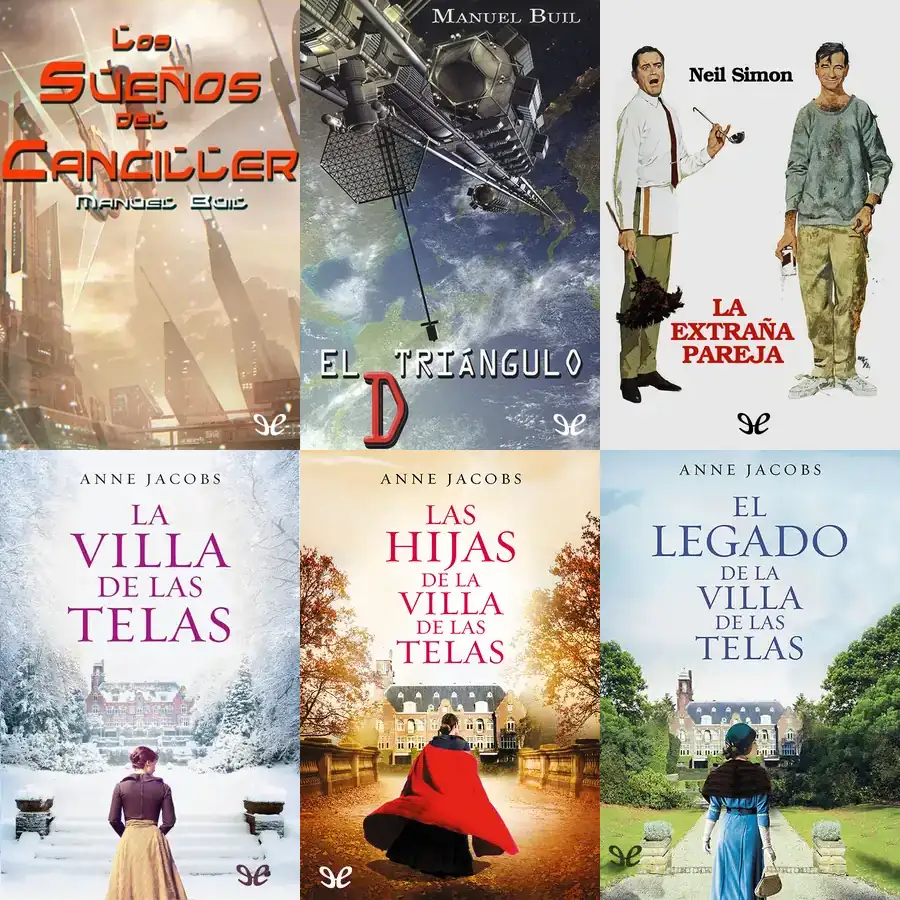 Los
Sueños
del
Canciller
Manuel Buil
Manuel Buil
EL TRIÁNGULO
D
Neil Simon
LA
EXTRAÑA
PAREJA
ANNE JACOBS
LA
VILLA
DE LAS
TELAS
ANNE JACOBS
LAS
HIJAS
DE LA
VILLA
DE LAS
TELAS
ANNE JACOBS
EL
LEGADO
DE LA
VILLA
DE LAS
TELAS